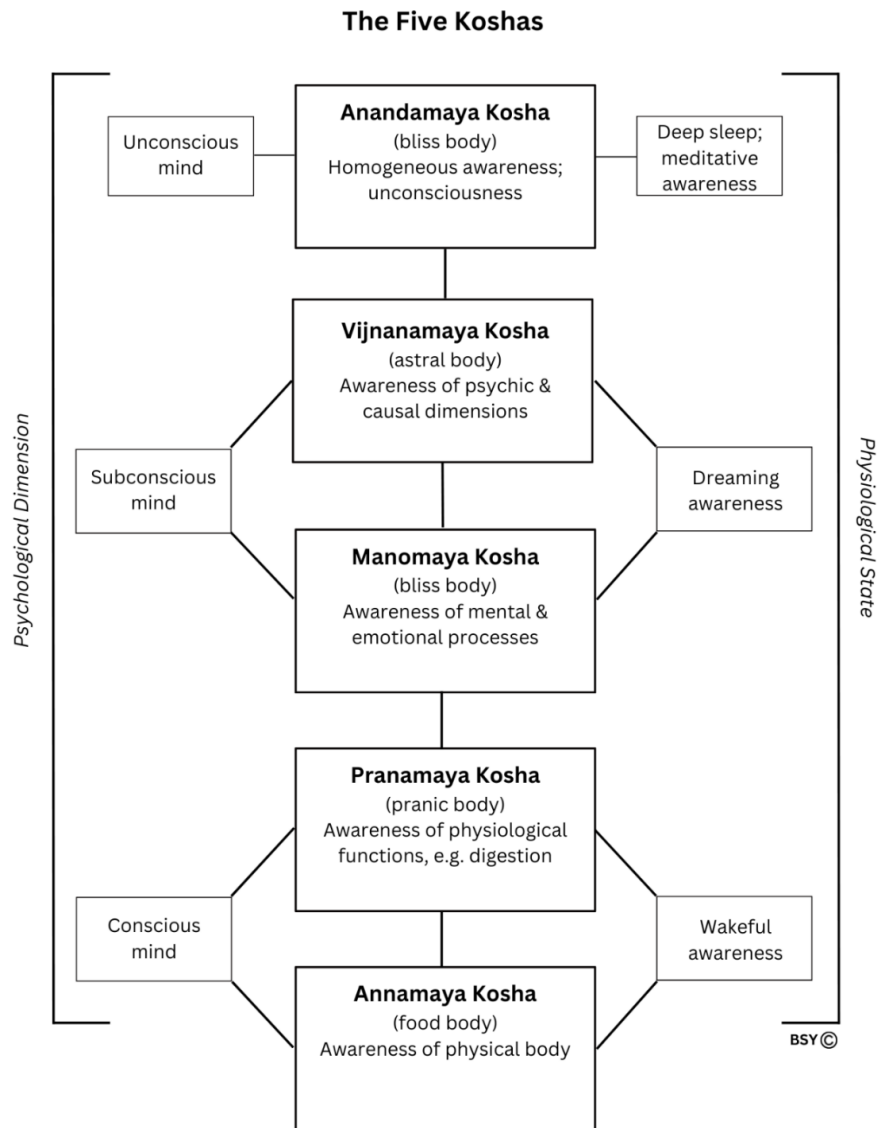 The Five Koshas
Anandamaya Kosha
(bliss body)
Homogeneous awareness;
unconsciousness
Unconscious
mind
Deep sleep;
meditative
awareness
Vijnanamaya Kosha
(astral body)
Awareness of psychic &
causal dimensions
Psychological Dimension
Subconscious
mind
Dreaming
awareness
Physiological State
Manomaya Kosha
(bliss body)
Awareness of mental &
emotional processes
Pranamaya Kosha
(pranic body)
Awareness of physiological
functions, e.g. digestion
Conscious
mind
Wakeful
awareness
Annamaya Kosha
(food body)
Awareness of physical body
BSY©